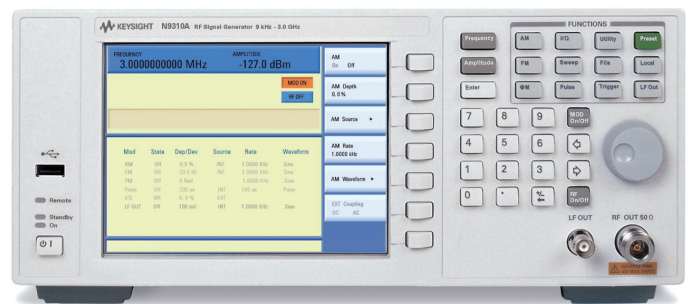 KEYSIGHT N9310A RF Signal Generator 9 kHz - 3.0 GHz
FREQUENCY AMPLITUDE
3.0000000000 MHz -127.0 dBm
MOD ON
RF OFF
Mod State Dep/Dev Source Rate Waveform
AM Off 0.0 % INT 1.0000 kHz Sine
Off INT 1.0000 kHz Sine
Off 1.0000 kHz Sine
Pulse Off INT Pulse
I/Q Off EXT
LF OUT Off 100 mV INT 1.0000 kHz Sine
AM
On Off
AM Depth
0.0 %
AM Source ▸
AM Rate
1.0000 kHz
AM Waveform ▸
EXT Coupling
DC AC
Remote
Standby
On
FUNCTIONS
Frequency AM I/Q Utility Preset
Amplitude FM Sweep File Local
Enter ΦM Pulse Trigger LF Out
7 8 9 MOD On/Off
4 5 6
1 2 3
0 . +/- RF On/Off
LF OUT RF OUT 50 Ω